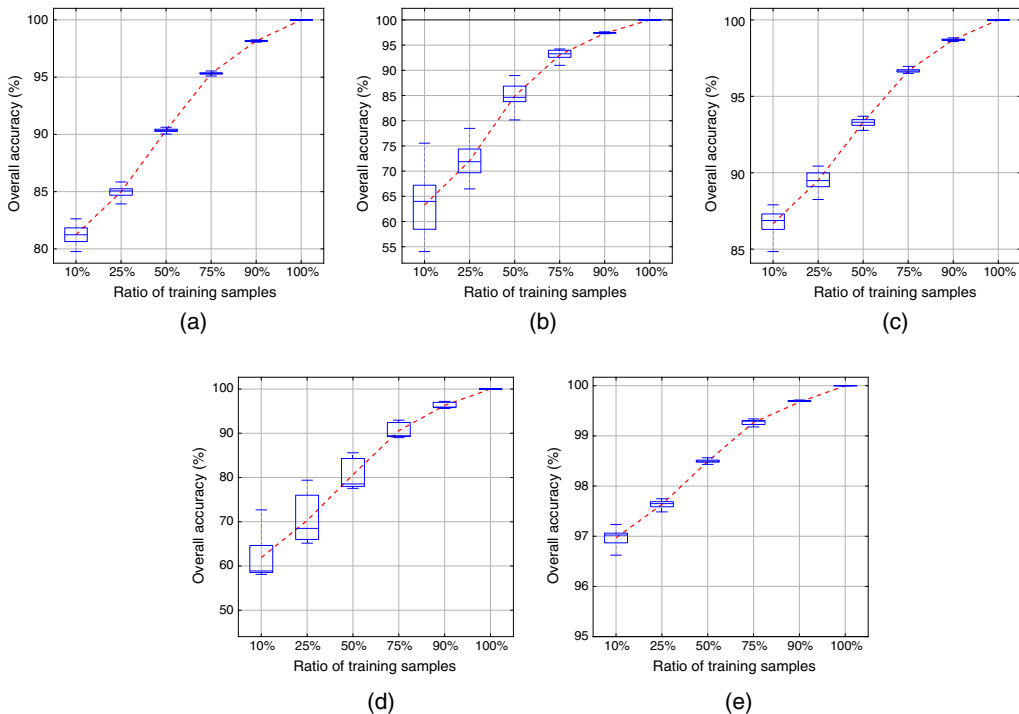 Overall accuracy (%)
100
95
90
85
80
10% 25% 50% 75% 90% 100%
Ratio of training samples
(a)
Overall accuracy (%)
100
95
90
85
80
75
70
65
60
55
10% 25% 50% 75% 90% 100%
Ratio of training samples
(b)
Overall accuracy (%)
100
95
90
85
10% 25% 50% 75% 90% 100%
Ratio of training samples
(c)
Overall accuracy (%)
100
90
80
70
60
50
10% 25% 50% 75% 90% 100%
Ratio of training samples
(d)
Overall accuracy (%)
100
99
98
97
96
95
10% 25% 50% 75% 90% 100%
Ratio of training samples
(e)